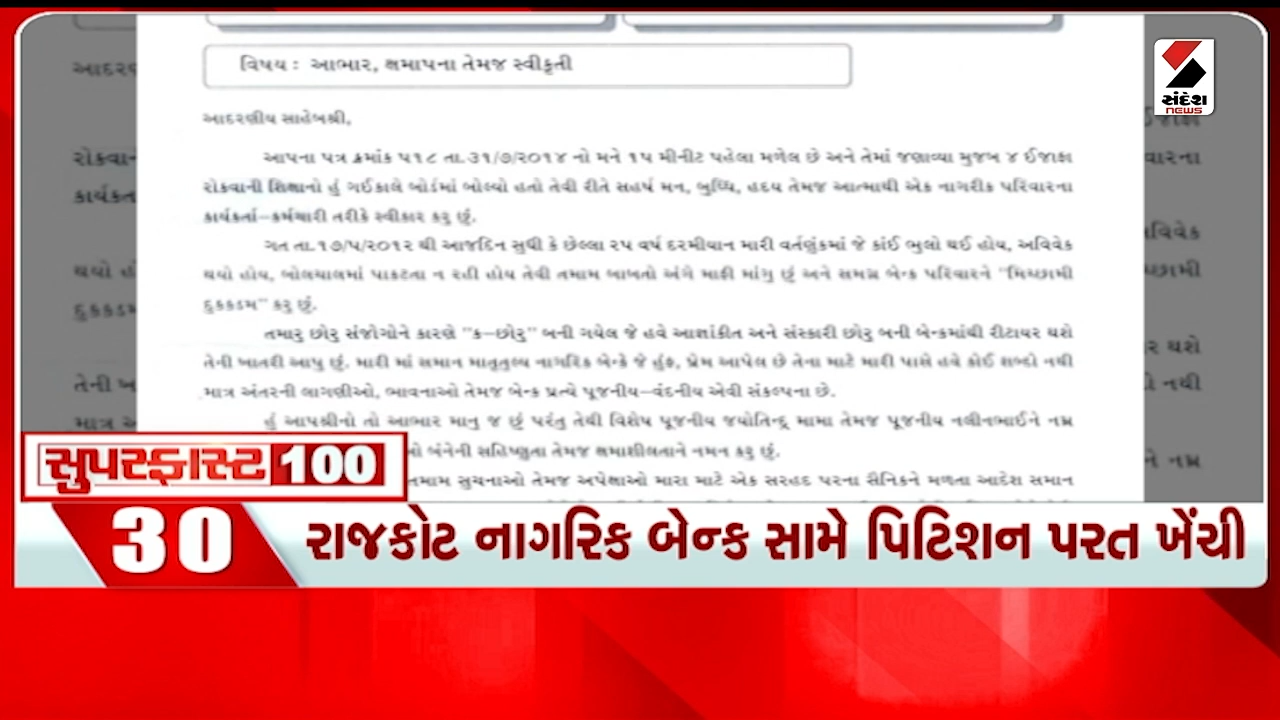 વિષય : આભાર, ક્ષમાપના તેમજ સ્વીકૃતી
સંદેશ
NEWS
આદરણીય સાહેબશ્રી,
આપના પત્ર ક્રમાંક ૫૧૮ તા.૩૧/૭/૨૦૧૪ નો મને ૧૫ મીનીટ પહેલા મળેલ છે અને તેમાં જણાવ્યા મુજબ ૪ ઈજાફા
રોકવાની શિક્ષાનો હું ગઈકાલે બોર્ડમાં બોલ્યો હતો તેવી રીતે સહર્ષ મન, બુધ્ધિ, હદય તેમજ આત્માથી એક નાગરીક પરિવારના
કાર્યકર્તા–કર્મચારી તરીકે સ્વીકાર કરુ છું.
ગત તા.૧૭/૫/૨૦૧૨ થી આજદિન સુધી કે છેલ્લા ૨૫ વર્ષ દરમીયાન મારી વર્તણુંકમાં જે કાંઈ ભુલો થઈ હોય, અવિવેક
થયો હોય, બોલચાલમાં પાકટતા ન રહી હોય તેવી તમામ બાબતો અંગે માફી માંગુ છું અને સમગ્ર બેન્ક પરિવારને "મિચ્છામી
દુકકડમ" કરુ છું.
તમારુ છોરુ સંજોગોને કારણે "ક–છોરુ" બની ગયેલ જે હવે આજ્ઞાંકીત અને સંસ્કારી છોરુ બની બેન્કમાંથી રીટાયર થશે
તેની ખાતરી આપુ છું. મારી માં સમાન માતૃતુલ્ય નાગરિક બેન્કે જે હુંફ, પ્રેમ આપેલ છે તેના માટે મારી પાસે હવે કોઈ શબ્દો નથી
માત્ર અંતરની લાગણીઓ, ભાવનાઓ તેમજ બેન્ક પ્રત્યે પૂજનીય–વંદનીય એવી સંકલ્પના છે.
હું આપશ્રીનો તો આભાર માનુ જ છું પરંતુ તેથી વિશેષ પૂજનીય જયોતિન્દ્ર મામા તેમજ પૂજનીય નલીનભાઈને નમ્ર
બંનેની સહિષ્ણુતા તેમજ ક્ષમાશીલતાને નમન કરુ છું.
તમામ સુચનાઓ તેમજ અપેક્ષાઓ મારા માટે એક સરહદ પરના સૈનિકને મળતા આદેશ સમાન
સુપરફાસ્ટ 100
30 રાજકોટ નાગરિક બેન્ક સામે પિટિશન પરત ખેંચી